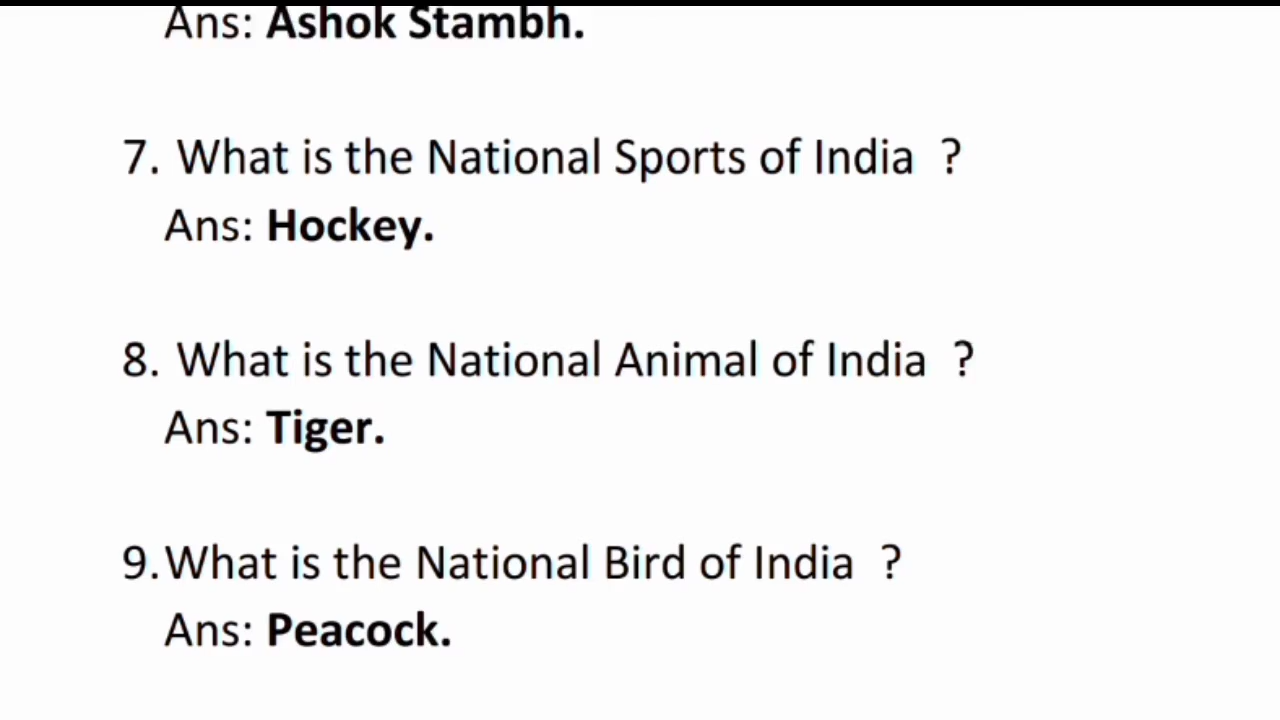 Ans: Ashok Stambh.
7. What is the National Sports of India ?
Ans: Hockey.
8. What is the National Animal of India ?
Ans: Tiger.
9.What is the National Bird of India ?
Ans: Peacock.